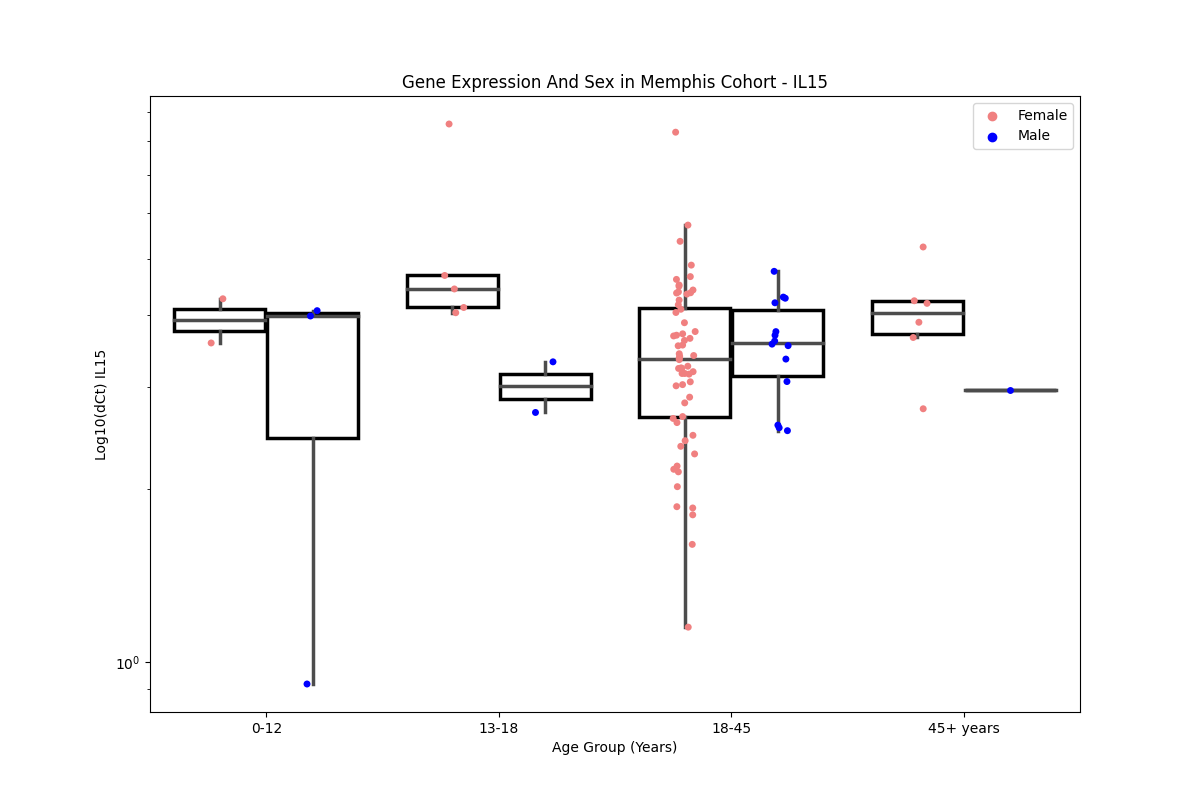 Gene Expression And Sex in Memphis Cohort - IL15
Female
Male
Log10(dCt) IL15
10⁰
0-12
13-18
18-45
45+ years
Age Group (Years)